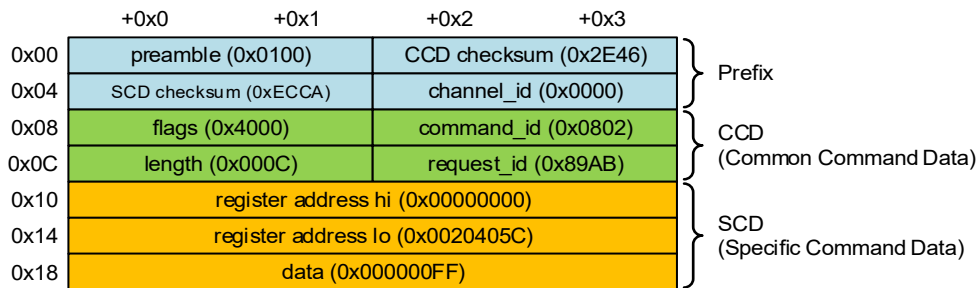 +0x0 +0x1 +0x2 +0x3
0x00 preamble (0x0100) CCD checksum (0x2E46)
Prefix
0x04 SCD checksum (0xECCA) channel_id (0x0000)
0x08 flags (0x4000) command_id (0x0802)
CCD
(Common Command Data)
0x0C length (0x000C) request_id (0x89AB)
0x10 register address hi (0x00000000)
0x14 register address lo (0x0020405C)
SCD
(Specific Command Data)
0x18 data (0x000000FF)